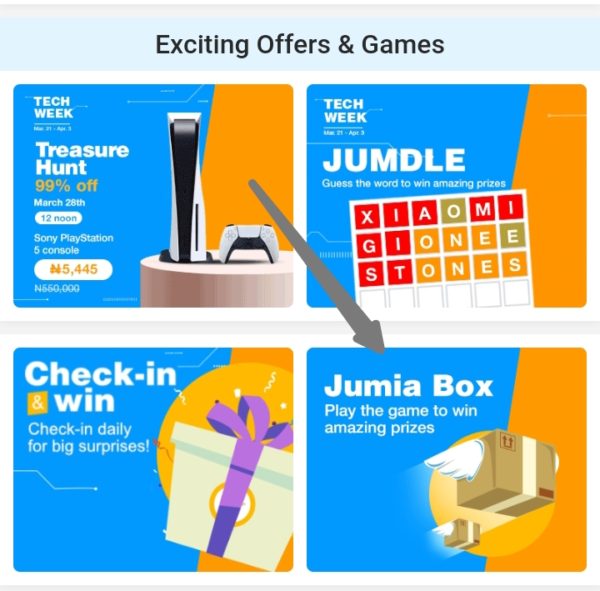 Exciting Offers & Games
TECH
WEEK
Mar. 21 - Apr. 3
Treasure
Hunt
99% off
March 28th
12 noon
Sony PlayStation
5 console
₦5,445
₦550,000
TECH
WEEK
Mar. 21 - Apr. 3
JUMDLE
Guess the word to win amazing prizes
XIAOMI
GIONEE
STONES
Check-in
& win
Check-in daily
for big surprises!
Jumia Box
Play the game to win
amazing prizes